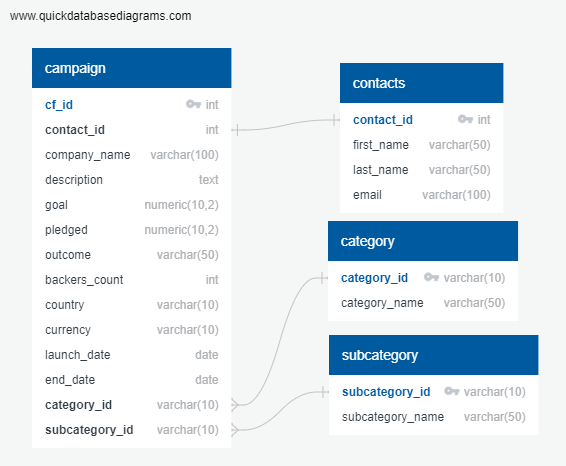 www.quickdatabasediagrams.com
campaign
cf_id int
contact_id int
company_name varchar(100)
description text
goal numeric(10,2)
pledged numeric(10,2)
outcome varchar(50)
backers_count int
country varchar(10)
currency varchar(10)
launch_date date
end_date date
category_id varchar(10)
subcategory_id varchar(10)
contacts
contact_id int
first_name varchar(50)
last_name varchar(50)
email varchar(100)
category
category_id varchar(10)
category_name varchar(50)
subcategory
subcategory_id varchar(10)
subcategory_name varchar(50)